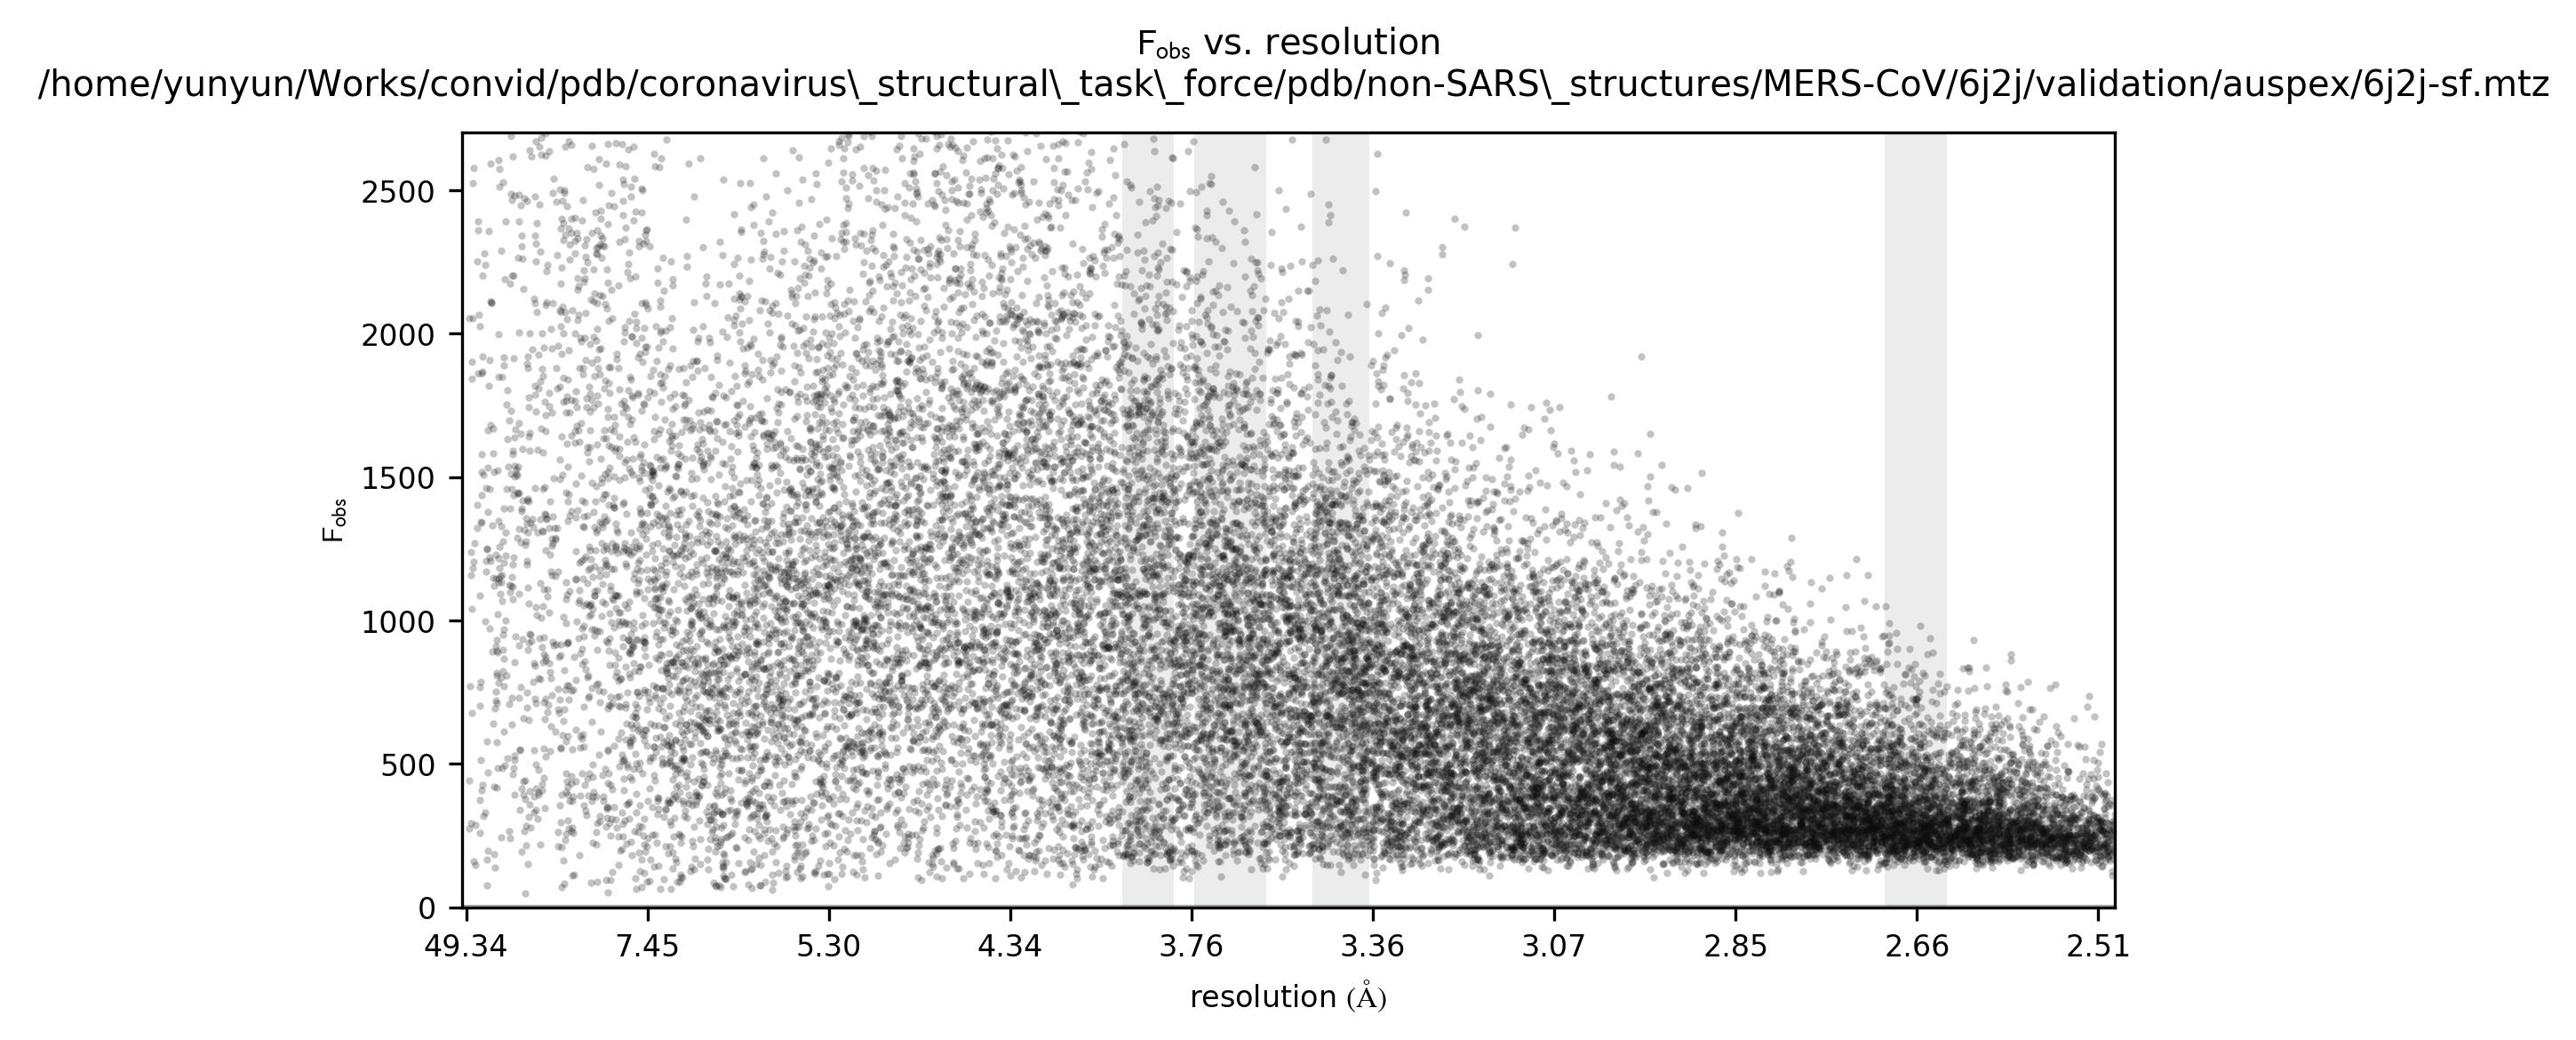 Fobs vs. resolution
/home/yunyun/Works/convid/pdb/coronavirus\_structural\_task\_force/pdb/non-SARS\_structures/MERS-CoV/6j2j/validation/auspex/6j2j-sf.mtz
Fobs
2500
2000
1500
1000
500
0
49.34 7.45 5.30 4.34 3.76 3.36 3.07 2.85 2.66 2.51
resolution (Å)